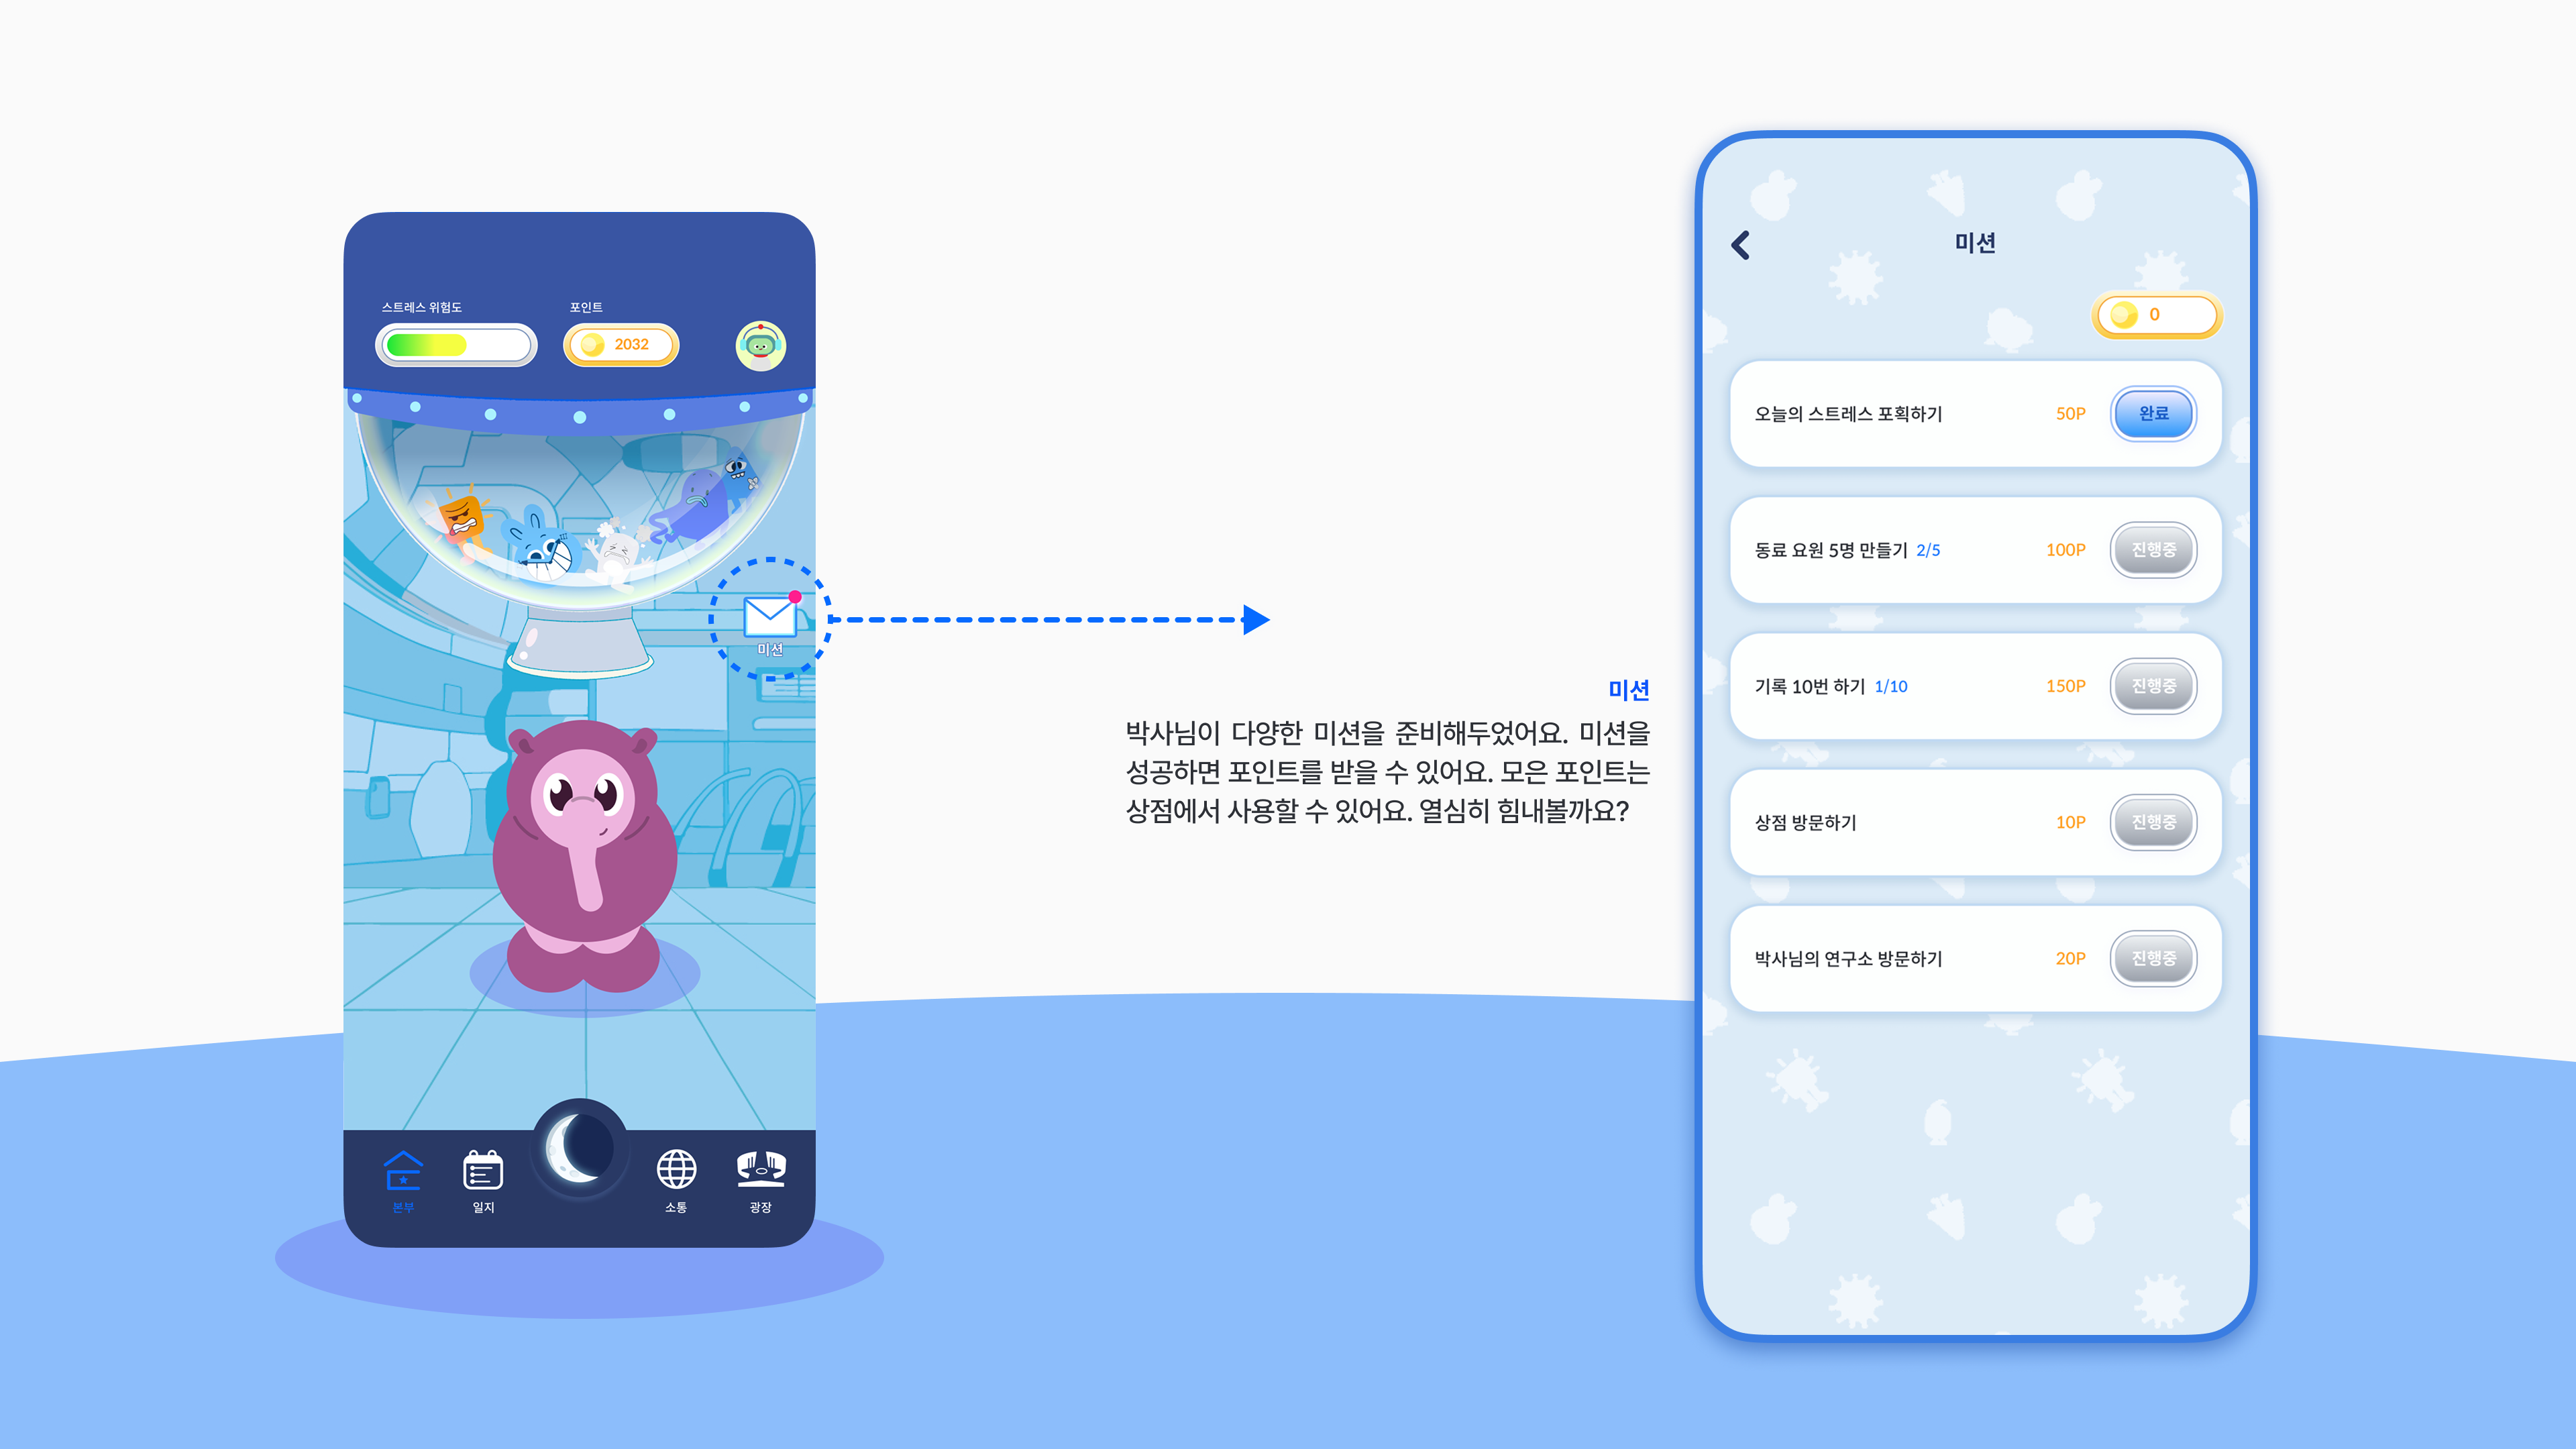 스트레스 위험도
포인트
2032
미션
본부
일지
소통
광장
미션
박사님이 다양한 미션을 준비해두었어요. 미션을
성공하면 포인트를 받을 수 있어요. 모은 포인트는
상점에서 사용할 수 있어요. 열심히 힘내볼까요?
미션
0
오늘의 스트레스 포획하기 50P 완료
동료 요원 5명 만들기 2/5 100P 진행중
기록 10번 하기 1/10 150P 진행중
상점 방문하기 10P 진행중
박사님의 연구소 방문하기 20P 진행중